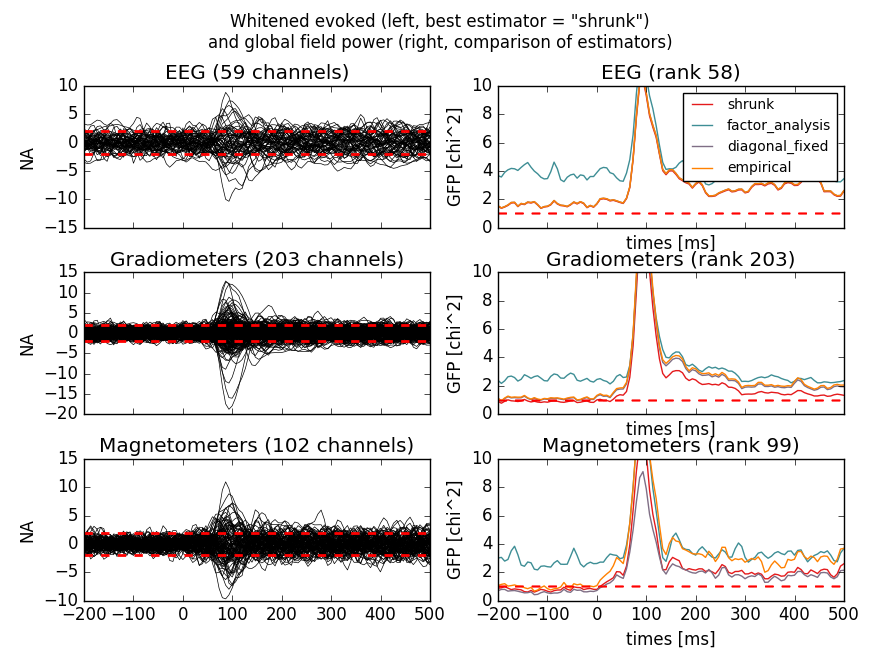 Whitened evoked (left, best estimator = "shrunk")
and global field power (right, comparison of estimators)
EEG (59 channels)
10
5
0
−5
−10
−15
NA
EEG (rank 58)
10
8
6
4
2
0
GFP [chi^2]
shrunk
factor_analysis
diagonal_fixed
empirical
times [ms]
Gradiometers (203 channels)
15
10
5
0
−5
−10
−15
−20
NA
Gradiometers (rank 203)
10
8
6
4
2
0
GFP [chi^2]
times [ms]
Magnetometers (102 channels)
15
10
5
0
−5
−10
NA
−200 −100 0 100 200 300 400 500
Magnetometers (rank 99)
10
8
6
4
2
0
GFP [chi^2]
−200 −100 0 100 200 300 400 500
times [ms]